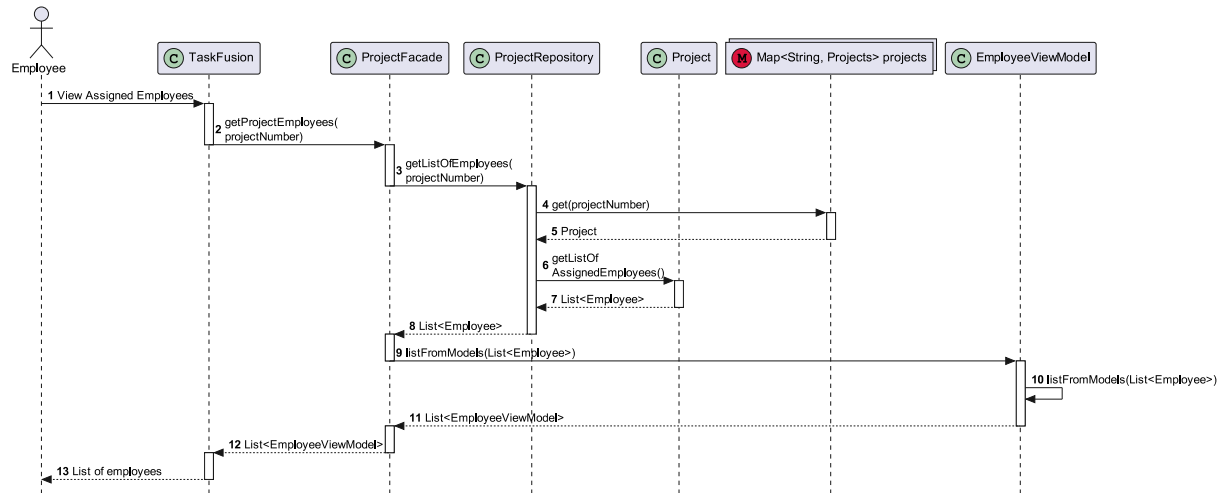 Employee
C TaskFusion
C ProjectFacade
C ProjectRepository
C Project
M Map<String, Projects> projects
C EmployeeViewModel
1 View Assigned Employees
2 getProjectEmployees(
projectNumber)
3 getListOfEmployees(
projectNumber)
4 get(projectNumber)
5 Project
6 getListOf
AssignedEmployees()
7 List<Employee>
8 List<Employee>
9 listFromModels(List<Employee>)
10 listFromModels(List<Employee>)
11 List<EmployeeViewModel>
12 List<EmployeeViewModel>
13 List of employees